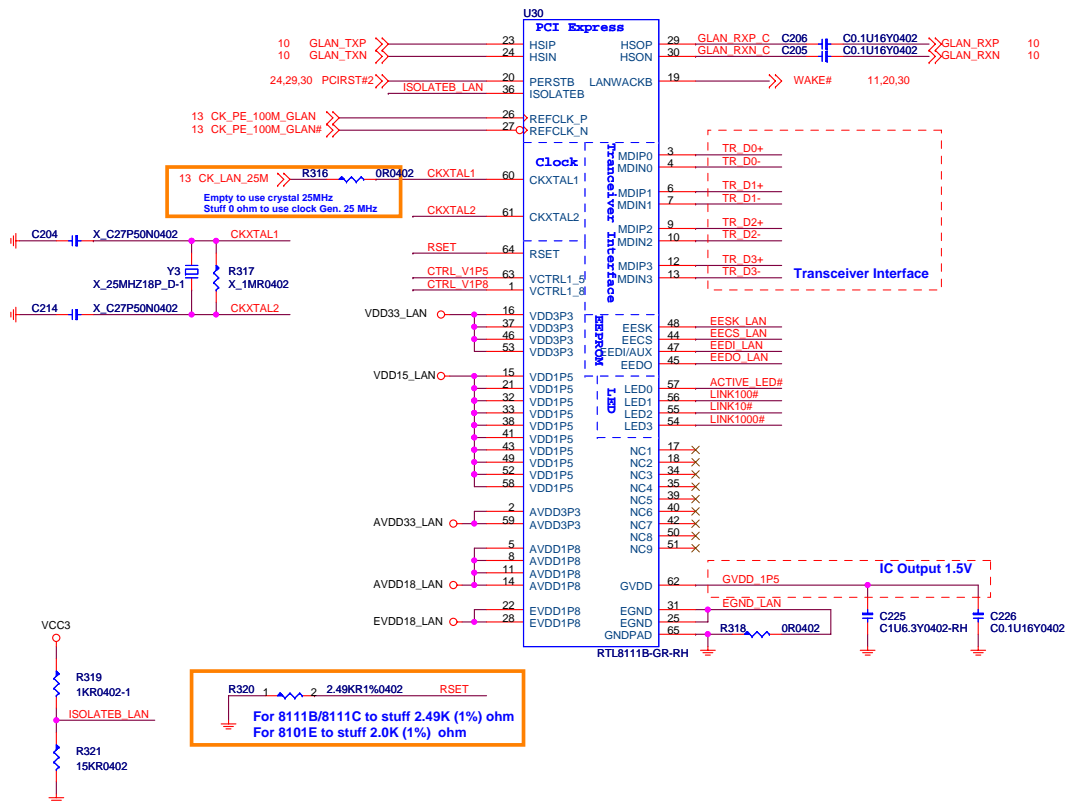 U30
PCI Express
10 GLAN_TXP 23 HSIP
10 GLAN_TXN 24 HSIN
HSOP 29 GLAN_RXP_C C206 C0.1U16Y0402 GLAN_RXP 10
HSON 30 GLAN_RXN_C C205 C0.1U16Y0402 GLAN_RXN 10
24,29,30 PCIRST#2 20 PERSTB
ISOLATEB_LAN 36 ISOLATEB
LANWACKB 19 WAKE# 11,20,30
13 CK_PE_100M_GLAN 26 REFCLK_P
13 CK_PE_100M_GLAN# 27 REFCLK_N
Clock
Tranceiver Interface
13 CK_LAN_25M R316 0R0402 CKXTAL1 60 CKXTAL1
Empty to use crystal 25MHz
Stuff 0 ohm to use clock Gen. 25 MHz
CKXTAL2 61 CKXTAL2
MDIP0 3 TR_D0+
MDIN0 4 TR_D0-
MDIP1 6 TR_D1+
MDIN1 7 TR_D1-
MDIP2 9 TR_D2+
MDIN2 10 TR_D2-
MDIP3 12 TR_D3+
MDIN3 13 TR_D3-
Transceiver Interface
C204 X_C27P50N0402 CKXTAL1
Y3
X_25MHZ18P_D-1
R317
X_1MR0402
C214 X_C27P50N0402 CKXTAL2
RSET 64 RSET
CTRL_V1P5 63 VCTRL1_5
CTRL_V1P8 1 VCTRL1_8
VDD33_LAN 16 VDD3P3
37 VDD3P3
46 VDD3P3
53 VDD3P3
EEPROM
EESK 48 EESK_LAN
EECS 44 EECS_LAN
EEDI/AUX 47 EEDI_LAN
EEDO 45 EEDO_LAN
VDD15_LAN 15 VDD1P5
21 VDD1P5
32 VDD1P5
33 VDD1P5
38 VDD1P5
41 VDD1P5
43 VDD1P5
49 VDD1P5
52 VDD1P5
58 VDD1P5
LED
LED0 57 ACTIVE_LED#
LED1 56 LINK100#
LED2 55 LINK10#
LED3 54 LINK1000#
NC1 17
NC2 18
NC3 34
NC4 35
NC5 39
NC6 40
NC7 42
NC8 50
NC9 51
2 AVDD3P3
AVDD33_LAN 59 AVDD3P3
5 AVDD1P8
8 AVDD1P8
11 AVDD1P8
AVDD18_LAN 14 AVDD1P8
22 EVDD1P8
EVDD18_LAN 28 EVDD1P8
IC Output 1.5V
GVDD 62 GVDD_1P5
EGND 31 EGND_LAN
EGND 25
GNDPAD 65 R318 0R0402
C225
C1U6.3Y0402-RH
C226
C0.1U16Y0402
RTL8111B-GR-RH
VCC3
R319
1KR0402-1
ISOLATEB_LAN
R321
15KR0402
R320 1 2 2.49KR1%0402 RSET
For 8111B/8111C to stuff 2.49K (1%) ohm
For 8101E to stuff 2.0K (1%) ohm